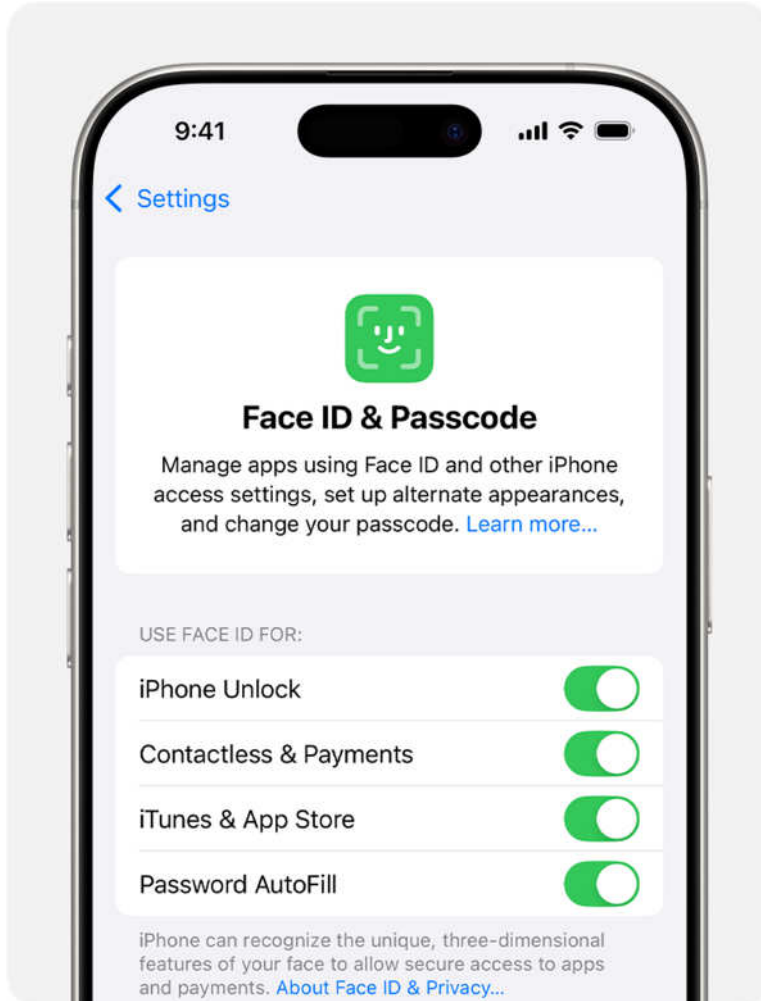 9:41
Settings
Face ID & Passcode
Manage apps using Face ID and other iPhone
access settings, set up alternate appearances,
and change your passcode. Learn more...
USE FACE ID FOR:
iPhone Unlock
Contactless & Payments
iTunes & App Store
Password AutoFill
iPhone can recognize the unique, three-dimensional
features of your face to allow secure access to apps
and payments. About Face ID & Privacy...